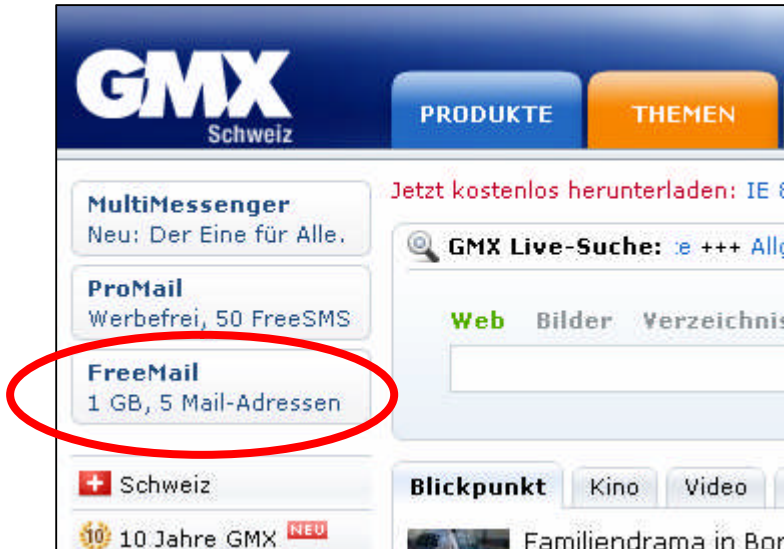 GMX
Schweiz
PRODUKTE
THEMEN
MultiMessenger
Neu: Der Eine für Alle.
ProMail
Werbefrei, 50 FreeSMS
FreeMail
1 GB, 5 Mail-Adressen
Schweiz
10 10 Jahre GMX NEU
Jetzt kostenlos herunterladen: IE
GMX Live-Suche: :e +++
Web Bilder
Blickpunkt Kino Video
Familiendrama in